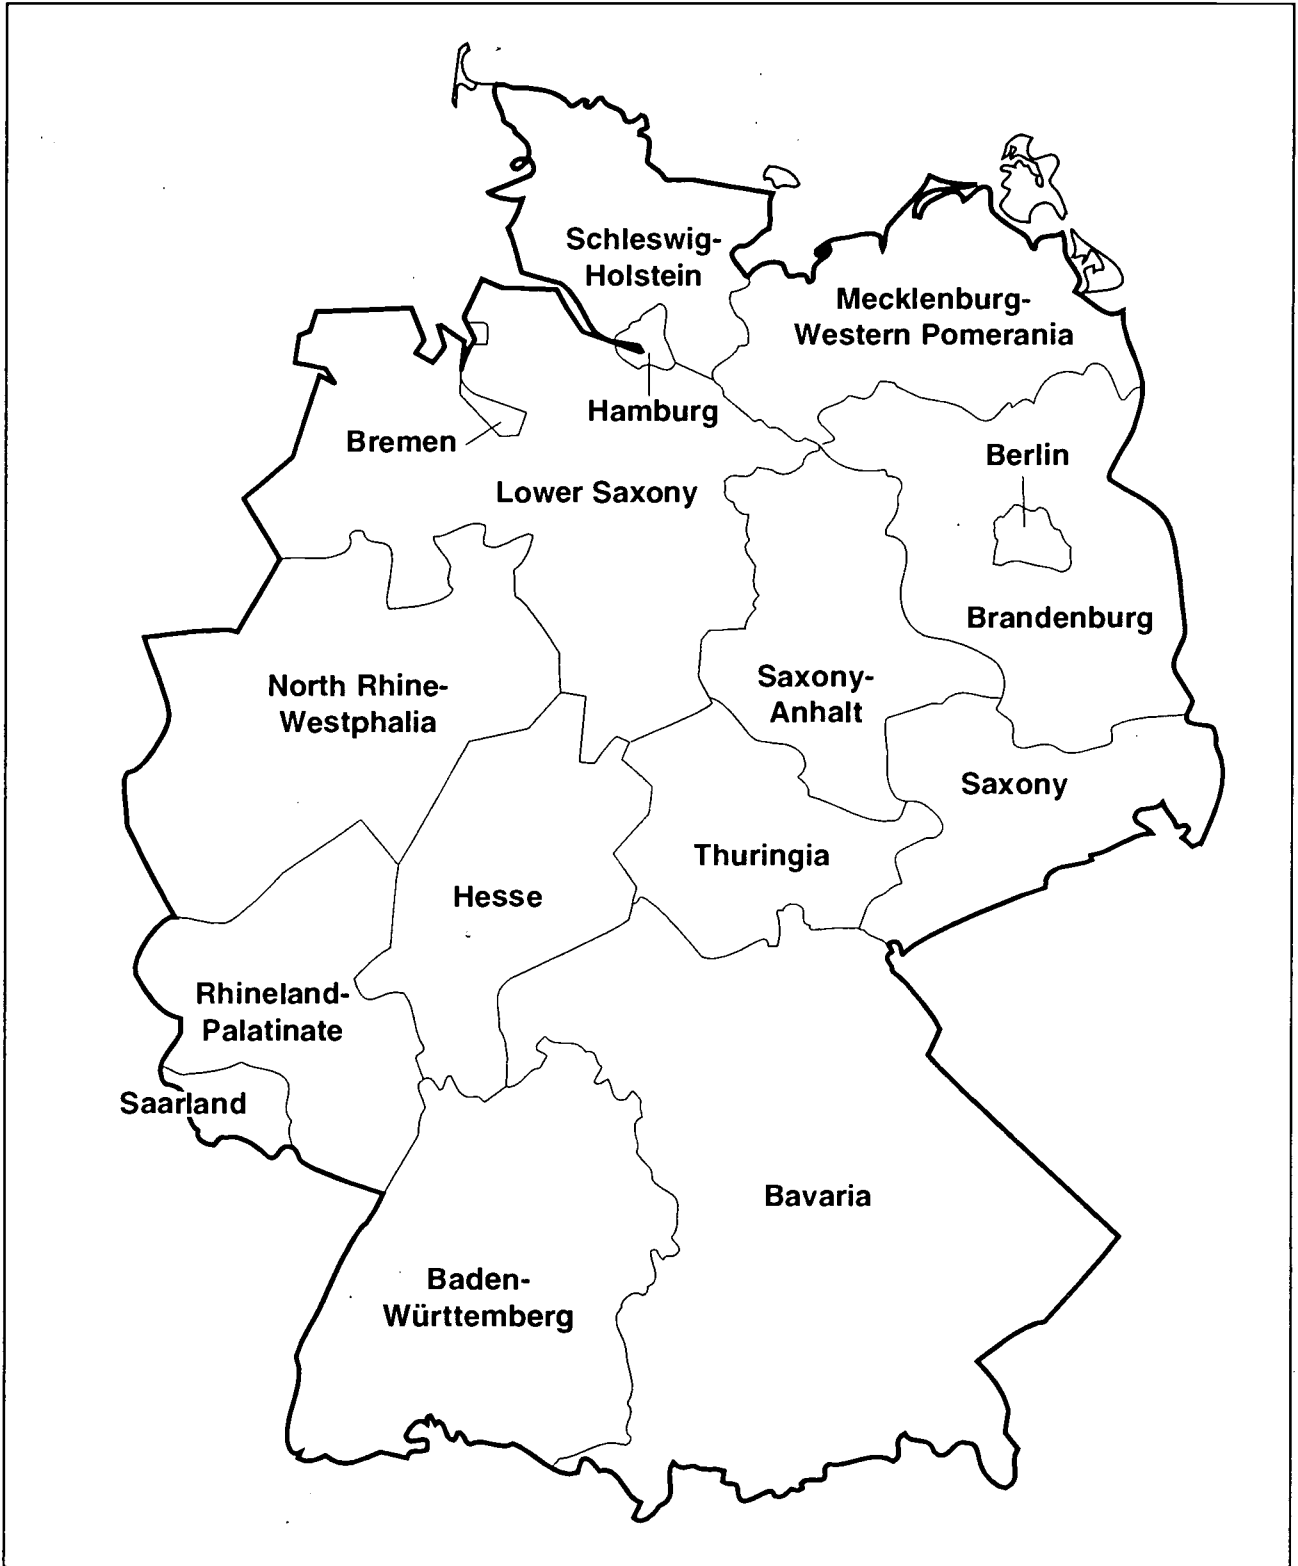 Schleswig-
Holstein
Mecklenburg-
Western Pomerania
Hamburg
Bremen
Berlin
Lower Saxony
Brandenburg
North Rhine-
Westphalia
Saxony-
Anhalt
Saxony
Thuringia
Hesse
Rhineland-
Palatinate
Saarland
Bavaria
Baden-
Württemberg